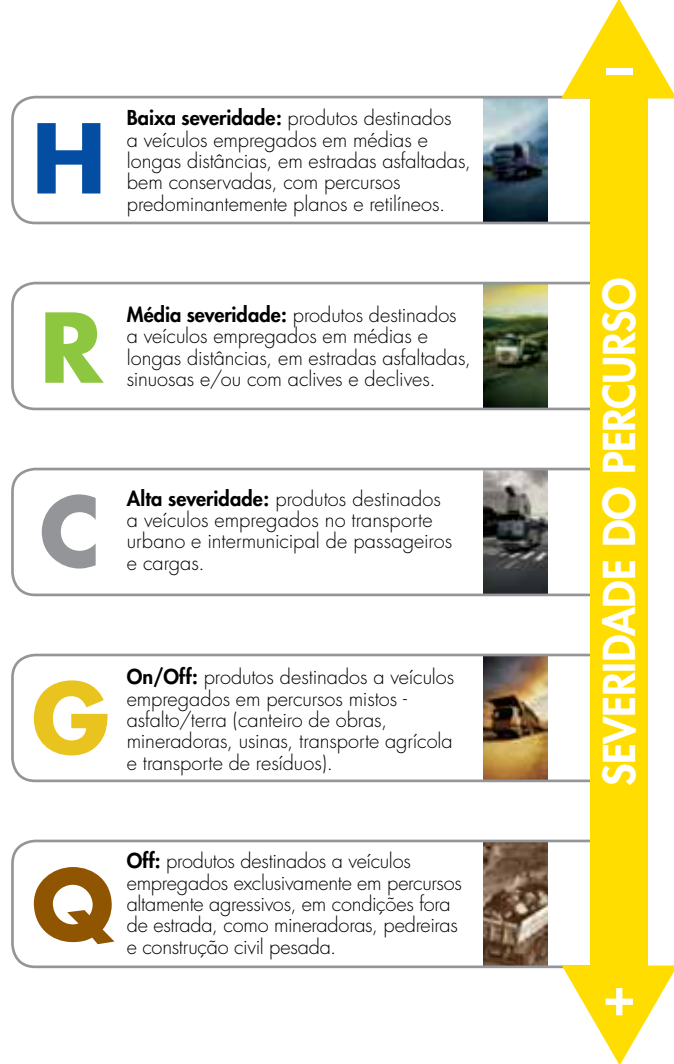 −
H
Baixa severidade: produtos destinados
a veículos empregados em médias e
longas distâncias, em estradas asfaltadas,
bem conservadas, com percursos
predominantemente planos e retilíneos.
R
Média severidade: produtos destinados
a veículos empregados em médias e
longas distâncias, em estradas asfaltadas,
sinuosas e/ou com aclives e declives.
C
Alta severidade: produtos destinados
a veículos empregados no transporte
urbano e intermunicipal de passageiros
e cargas.
G
On/Off: produtos destinados a veículos
empregados em percursos mistos -
asfalto/terra (canteiro de obras,
mineradoras, usinas, transporte agrícola
e transporte de resíduos).
Q
Off: produtos destinados a veículos
empregados exclusivamente em percursos
altamente agressivos, em condições fora
de estrada, como mineradoras, pedreiras
e construção civil pesada.
SEVERIDADE DO PERCURSO
+